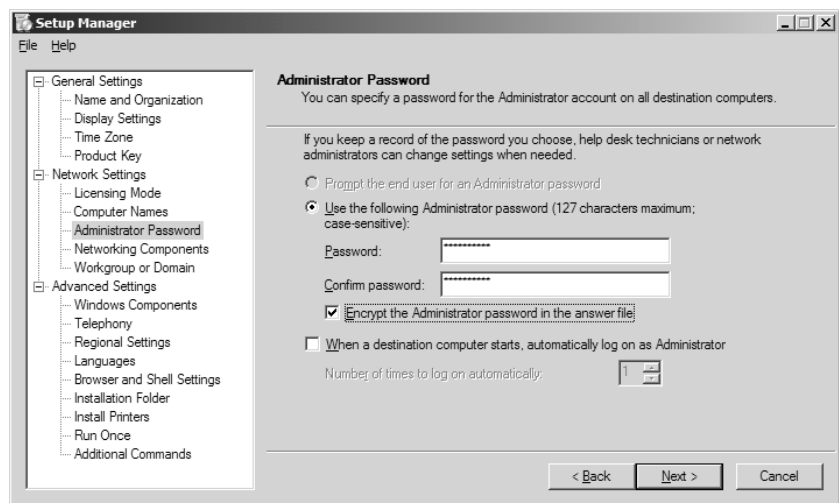 Setup Manager
File Help
General Settings
Name and Organization
Display Settings
Time Zone
Product Key
Network Settings
Licensing Mode
Computer Names
Administrator Password
Networking Components
Workgroup or Domain
Advanced Settings
Windows Components
Telephony
Regional Settings
Languages
Browser and Shell Settings
Installation Folder
Install Printers
Run Once
Additional Commands
Administrator Password
You can specify a password for the Administrator account on all destination computers.
If you keep a record of the password you choose, help desk technicians or network
administrators can change settings when needed.
Prompt the end user for an Administrator password
Use the following Administrator password (127 characters maximum;
case-sensitive):
Password: **********
Confirm password: **********
Encrypt the Administrator password in the answer file
When a destination computer starts, automatically log on as Administrator
Number of times to log on automatically: 1
< Back Next > Cancel